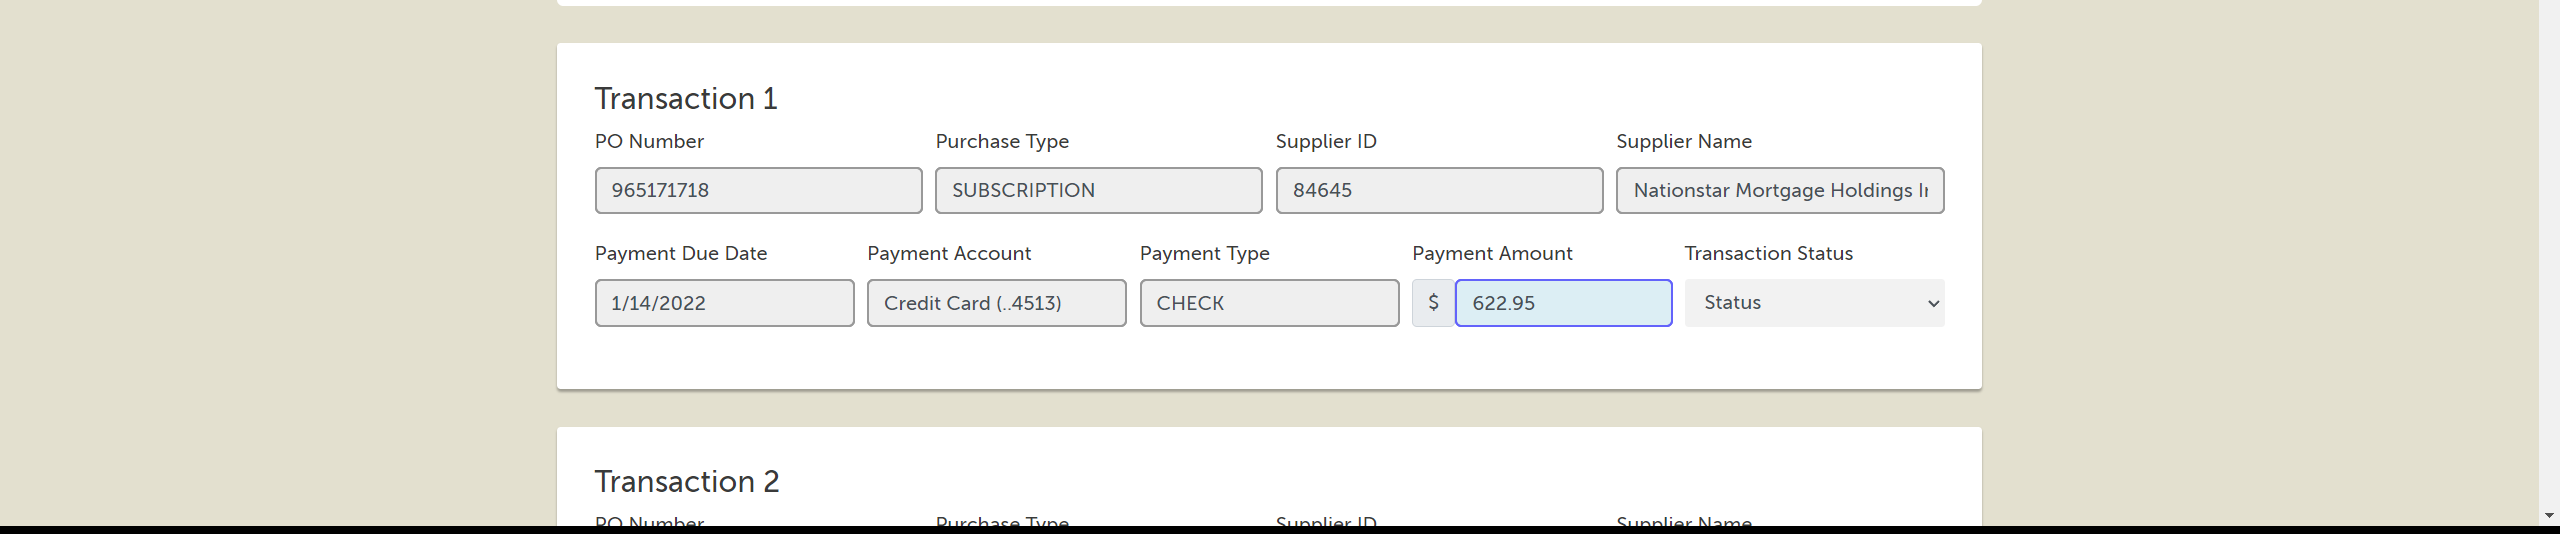 Transaction 1
PO Number Purchase Type Supplier ID Supplier Name
965171718 SUBSCRIPTION 84645 Nationstar Mortgage Holdings
Payment Due Date Payment Account Payment Type Payment Amount Transaction Status
1/14/2022 Credit Card (..4513) CHECK $ 622.95 Status
Transaction 2
PO Number Purchase Type Supplier ID Supplier Name